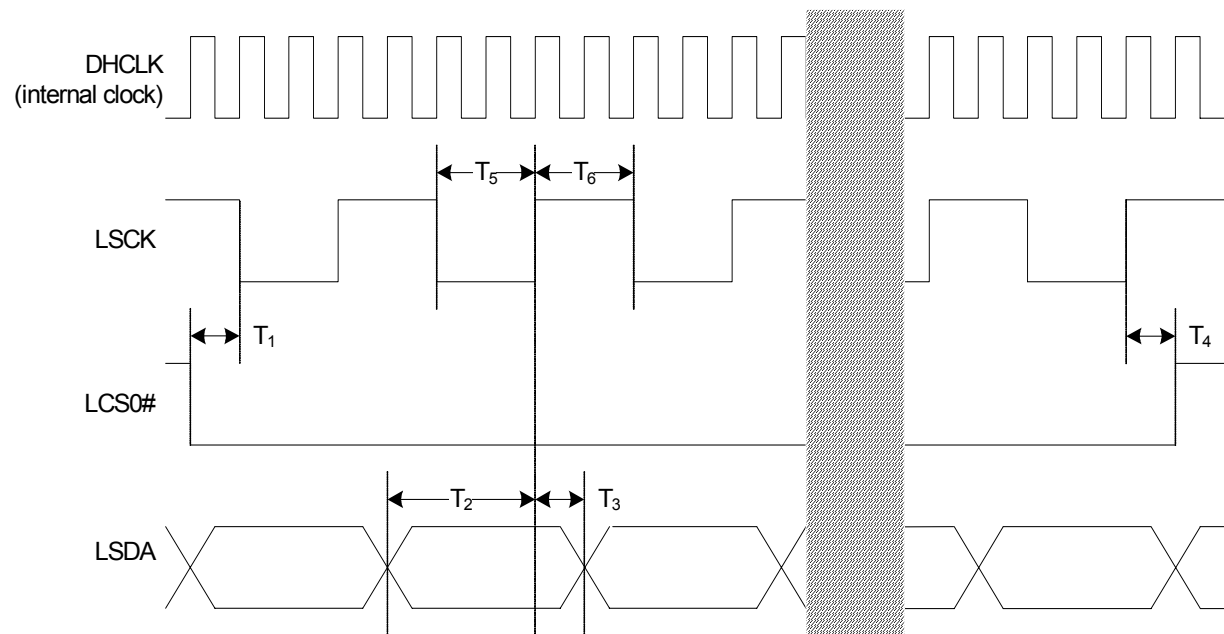 DHCLK
(internal clock)
T₅
T₆
LSCK
T₁
T₄
LCS0#
T₂
T₃
LSDA